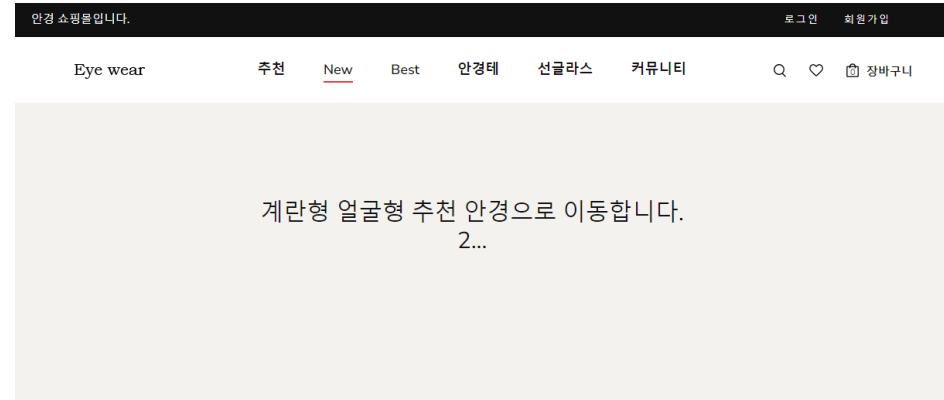 안경 쇼핑몰입니다. 로그인 회원가입
Eye wear 추천 New Best 안경테 선글라스 커뮤니티 0 장바구니
계란형 얼굴형 추천 안경으로 이동합니다.
2...